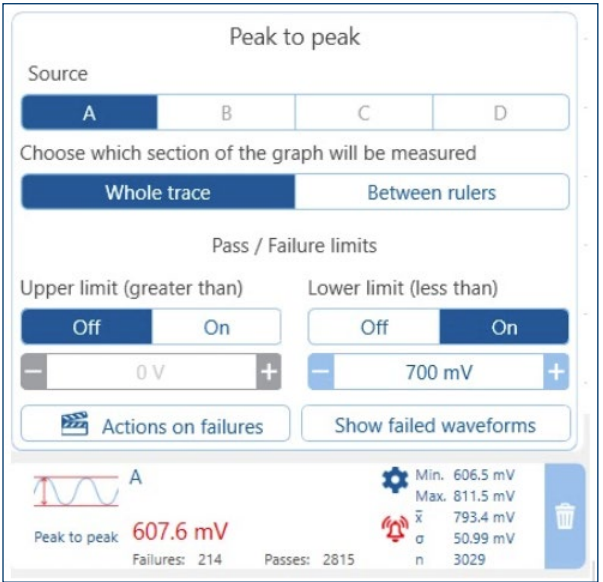 Peak to peak
Source
A B C D
Choose which section of the graph will be measured
Whole trace Between rulers
Pass / Failure limits
Upper limit (greater than) Lower limit (less than)
Off On Off On
− 0 V + − 700 mV +
Actions on failures Show failed waveforms
A Min. 606.5 mV
Max. 811.5 mV
Peak to peak 607.6 mV x̄ 793.4 mV
σ 50.99 mV
Failures: 214 Passes: 2815 n 3029